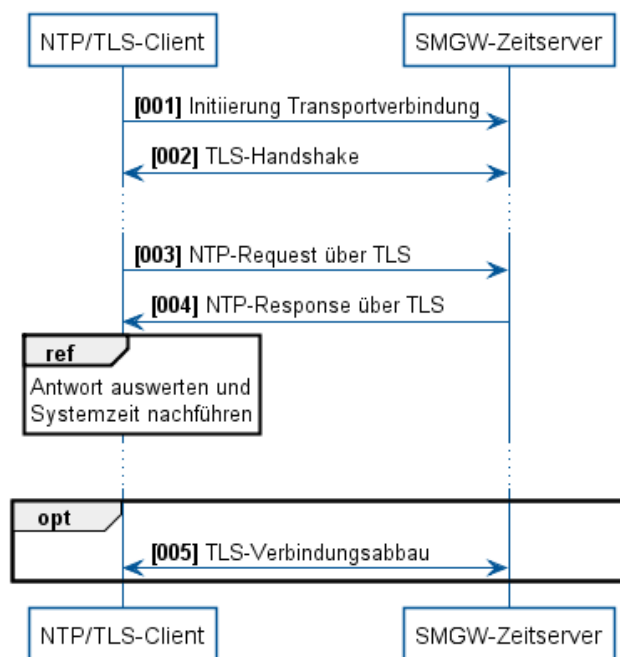 NTP/TLS-Client
SMGW-Zeitserver
[001] Initiierung Transportverbindung
[002] TLS-Handshake
[003] NTP-Request über TLS
[004] NTP-Response über TLS
ref
Antwort auswerten und
Systemzeit nachführen
opt
[005] TLS-Verbindungsabbau
NTP/TLS-Client
SMGW-Zeitserver